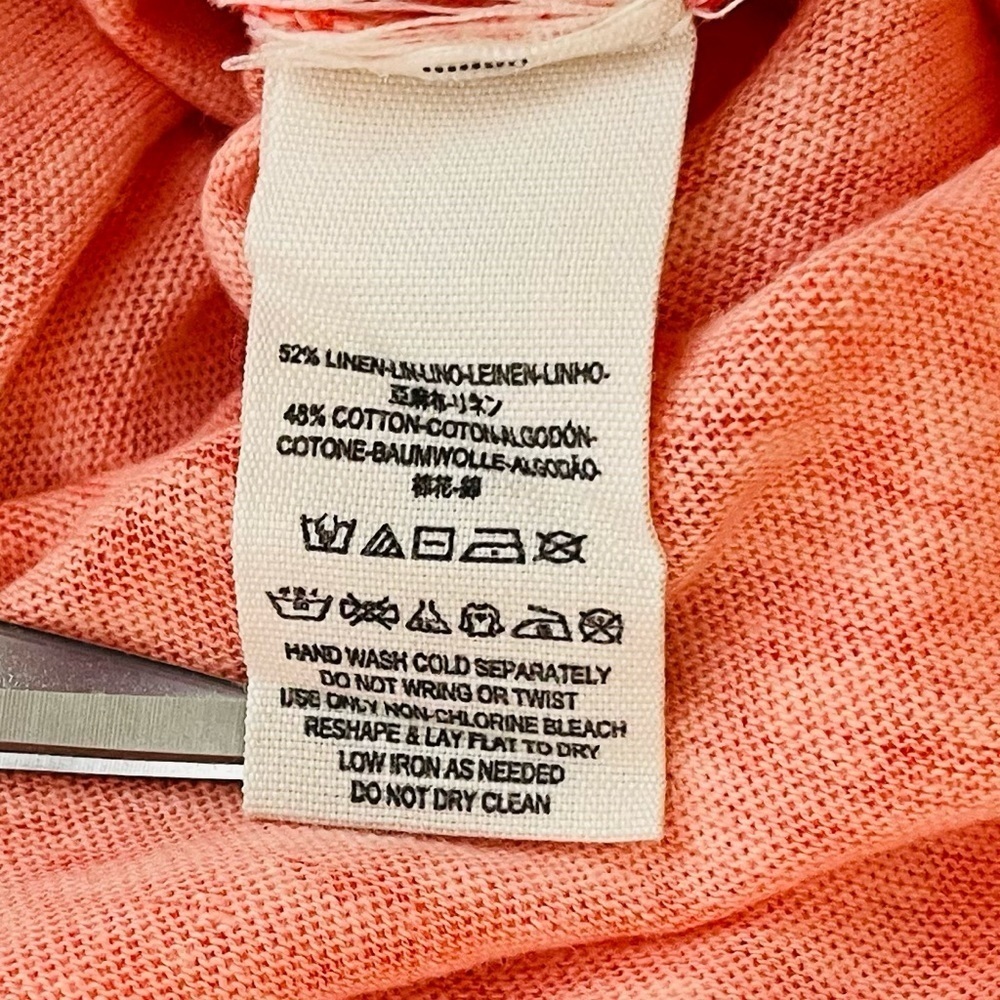 52% LINEN-LIN-LINO-LEINEN-LINHO-
亞麻布-リネン
48% COTTON-COTON-ALGODÓN-
COTONE-BAUMWOLLE-ALGODÃO-
棉花-綿
HAND WASH COLD SEPARATELY
DO NOT WRING OR TWIST
USE ONLY NON-CHLORINE BLEACH
RESHAPE & LAY FLAT TO DRY
LOW IRON AS NEEDED
DO NOT DRY CLEAN